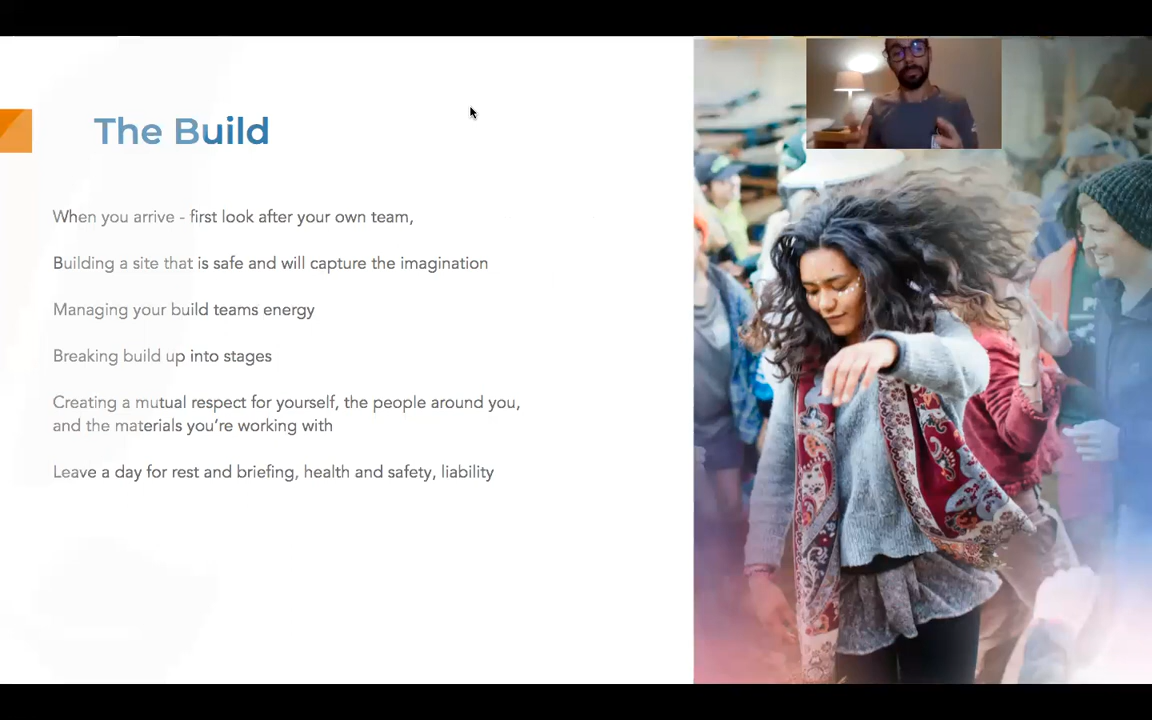 The Build
When you arrive - first look after your own team,
Building a site that is safe and will capture the imagination
Managing your build teams energy
Breaking build up into stages
Creating a mutual respect for yourself, the people around you,
and the materials you're working with
Leave a day for rest and briefing, health and safety, liability